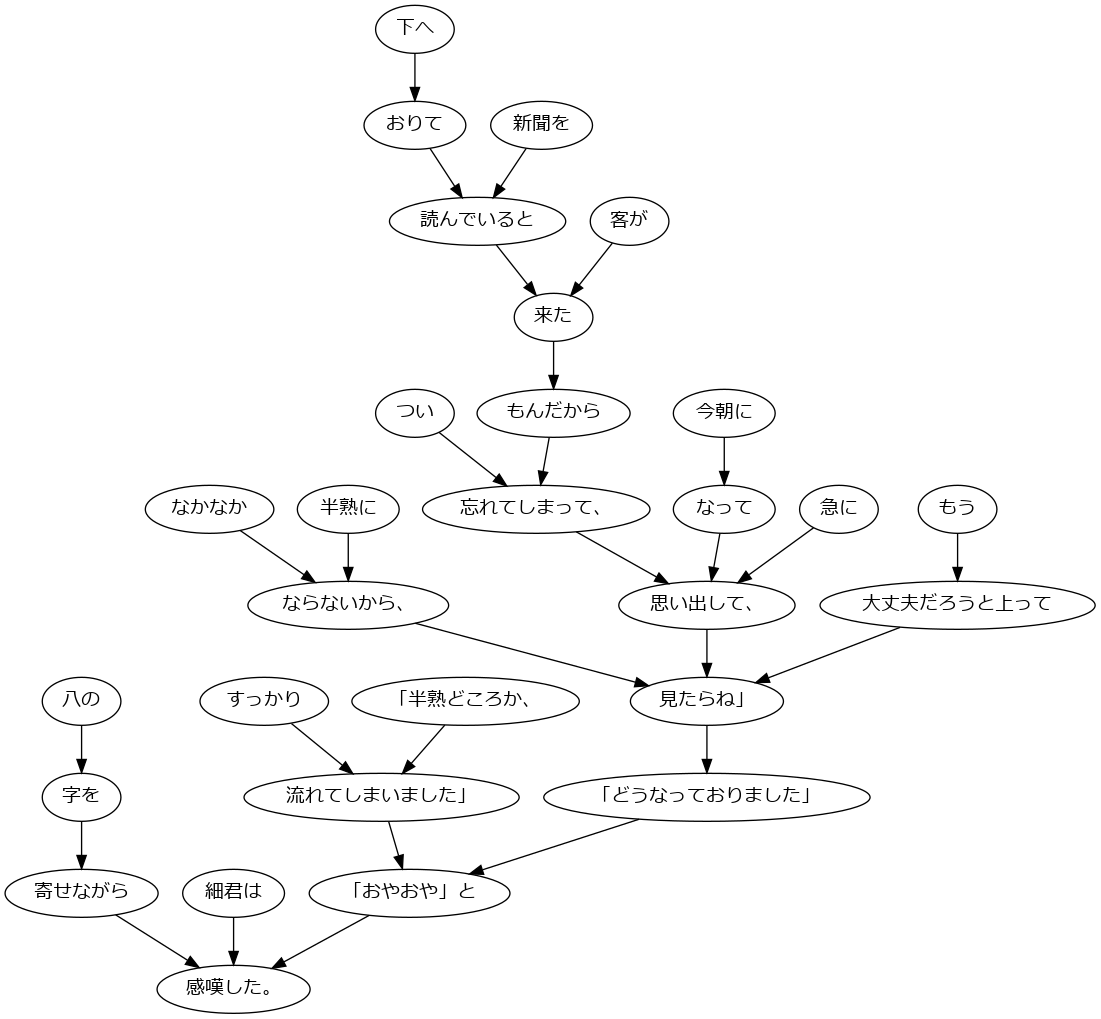 下へ
おりて
新聞を
読んでいると
客が
来た
つい
もんだから
今朝に
なかなか
半熟に
忘れてしまって、
なって
急に
もう
ならないから、
思い出して、
大丈夫だろうと上って
八の
すっかり
「半熟どころか、
見たらね」
字を
流れてしまいました」
「どうなっておりました」
寄せながら
細君は
「おやおや」と
感嘆した。